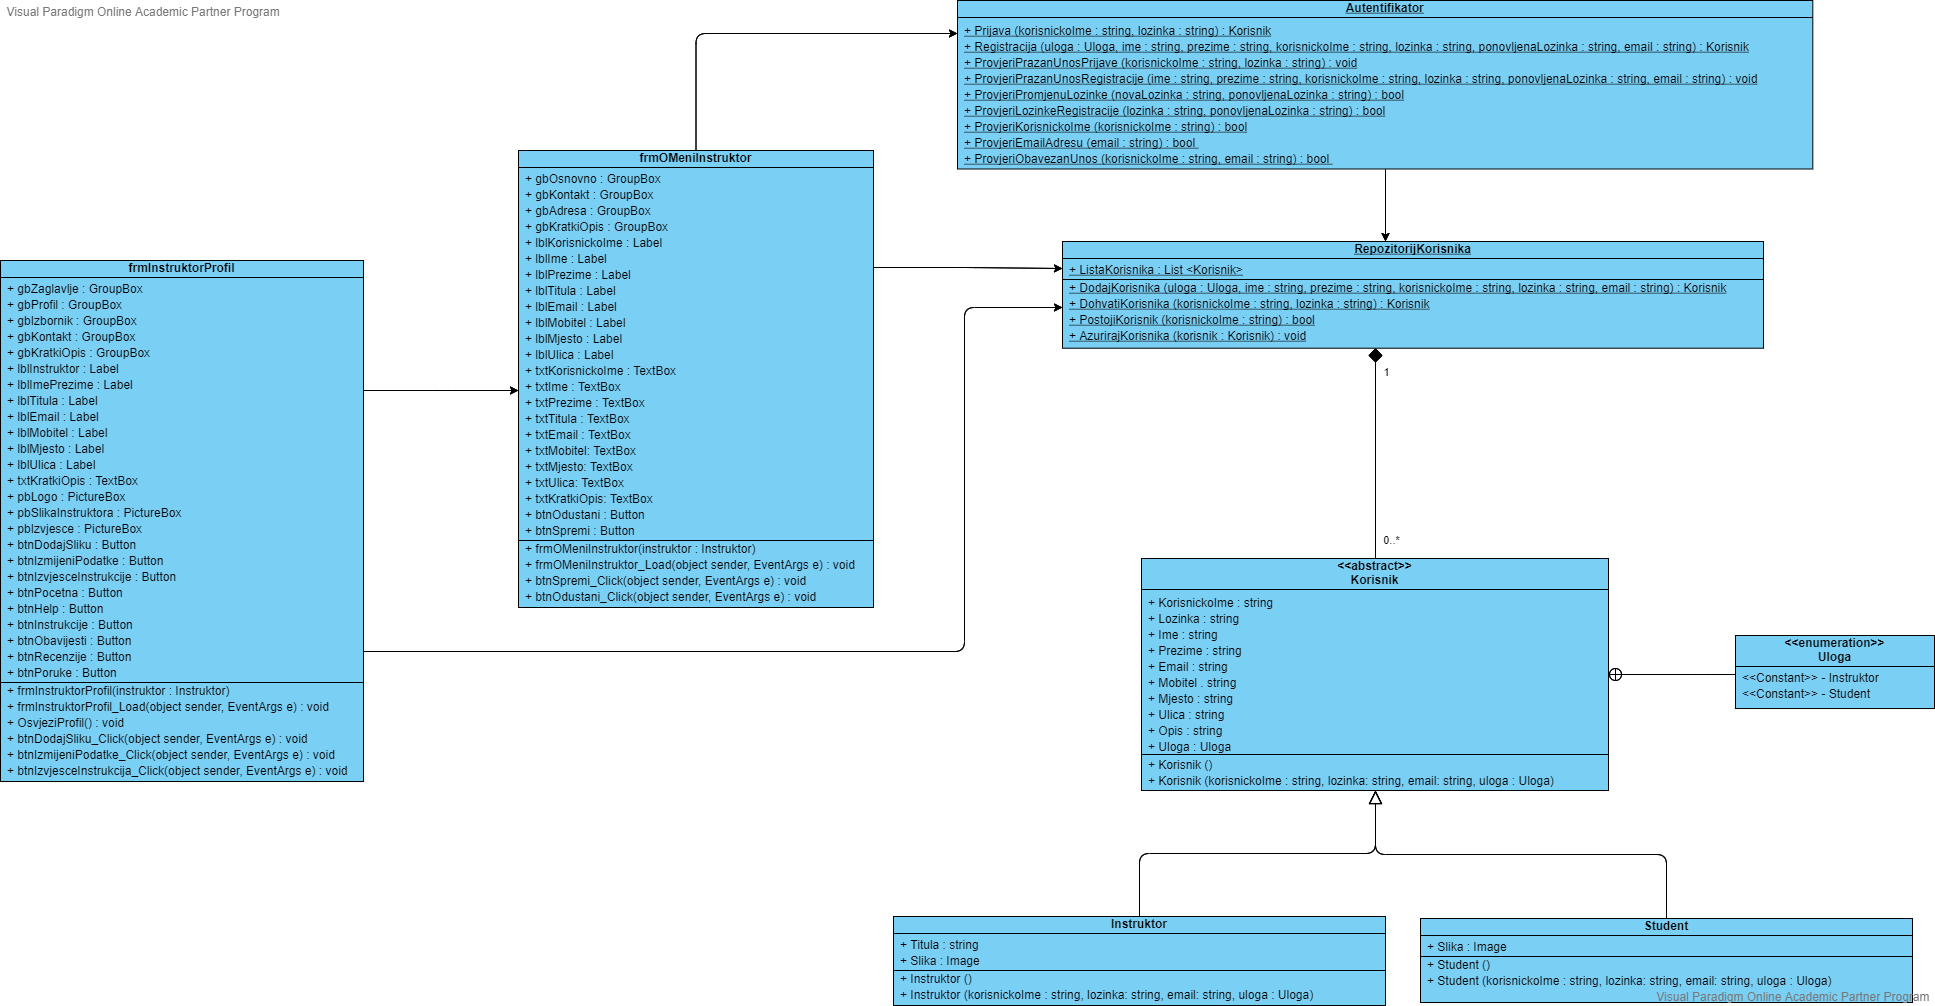 Visual Paradigm Online Academic Partner Program
Autentifikator
+ Prijava (korisnickoIme : string, lozinka : string) : Korisnik
+ Registracija (uloga : Uloga, ime : string, prezime : string, korisnickoIme : string, lozinka : string, ponovljenaLozinka : string, email : string) : Korisnik
+ ProvjeriPrazanUnosPrijave (korisnickoIme : string, lozinka : string) : void
+ ProvjeriPrazanUnosRegistracije (ime : string, prezime : string, korisnickoIme : string, lozinka : string, ponovljenaLozinka : string, email : string) : void
+ ProvjeriPromjenuLozinke (novaLozinka : string, ponovljenaLozinka : string) : bool
+ ProvjeriLozinkeRegistracije (lozinka : string, ponovljenaLozinka : string) : bool
+ ProvjeriKorisnickoIme (korisnickoIme : string) : bool
+ ProvjeriEmailAdresu (email : string) : bool
+ ProvjeriObavezanUnos (korisnickoIme : string, email : string) : bool
frmOMeniInstruktor
+ gbOsnovno : GroupBox
+ gbKontakt : GroupBox
+ gbAdresa : GroupBox
+ gbKratkiOpis : GroupBox
+ lblKorisnickoIme : Label
+ lblIme : Label
+ lblPrezime : Label
+ lblTitula : Label
+ lblEmail : Label
+ lblMobitel : Label
+ lblMjesto : Label
+ lblUlica : Label
+ txtKorisnickoIme : TextBox
+ txtIme : TextBox
+ txtPrezime : TextBox
+ txtTitula : TextBox
+ txtEmail : TextBox
+ txtMobitel: TextBox
+ txtMjesto: TextBox
+ txtUlica: TextBox
+ txtKratkiOpis: TextBox
+ btnOdustani : Button
+ btnSpremi : Button
+ frmOMeniInstruktor(instruktor : Instruktor)
+ frmOMeniInstruktor_Load(object sender, EventArgs e) : void
+ btnSpremi_Click(object sender, EventArgs e) : void
+ btnOdustani_Click(object sender, EventArgs e) : void
RepozitorijKorisnika
+ ListaKorisnika : List <Korisnik>
+ DodajKorisnika (uloga : Uloga, ime : string, prezime : string, korisnickoIme : string, lozinka : string, email : string) : Korisnik
+ DohvatiKorisnika (korisnickoIme : string, lozinka : string) : Korisnik
+ PostojiKorisnik (korisnickoIme : string) : bool
+ AzurirajKorisnika (korisnik : Korisnik) : void
1
0..*
frmInstruktorProfil
+ gbZaglavlje : GroupBox
+ gbProfil : GroupBox
+ gbIzbornik : GroupBox
+ gbKontakt : GroupBox
+ gbKratkiOpis : GroupBox
+ lblInstruktor : Label
+ lblImePrezime : Label
+ lblTitula : Label
+ lblEmail : Label
+ lblMobitel : Label
+ lblMjesto : Label
+ lblUlica : Label
+ txtKratkiOpis : TextBox
+ pbLogo : PictureBox
+ pbSlikaInstruktora : PictureBox
+ pbIzvjesce : PictureBox
+ btnDodajSliku : Button
+ btnIzmijeniPodatke : Button
+ btnIzvjesceInstrukcije : Button
+ btnPocetna : Button
+ btnHelp : Button
+ btnInstrukcije : Button
+ btnObavijesti : Button
+ btnRecenzije : Button
+ btnPoruke : Button
+ frmInstruktorProfil(instruktor : Instruktor)
+ frmInstruktorProfil_Load(object sender, EventArgs e) : void
+ OsvjeziProfil() : void
+ btnDodajSliku_Click(object sender, EventArgs e) : void
+ btnIzmijeniPodatke_Click(object sender, EventArgs e) : void
+ btnIzvjesceInstrukcija_Click(object sender, EventArgs e) : void
<<abstract>>
Korisnik
+ KorisnickoIme : string
+ Lozinka : string
+ Ime : string
+ Prezime : string
+ Email : string
+ Mobitel . string
+ Mjesto : string
+ Ulica : string
+ Opis : string
+ Uloga : Uloga
+ Korisnik ()
+ Korisnik (korisnickoIme : string, lozinka: string, email: string, uloga : Uloga)
<<enumeration>>
Uloga
<<Constant>> - Instruktor
<<Constant>> - Student
Instruktor
+ Titula : string
+ Slika : Image
+ Instruktor ()
+ Instruktor (korisnickoIme : string, lozinka: string, email: string, uloga : Uloga)
Student
+ Slika : Image
+ Student ()
+ Student (korisnickoIme : string, lozinka: string, email: string, uloga : Uloga)
Visual Paradigm Online Academic Partner Program